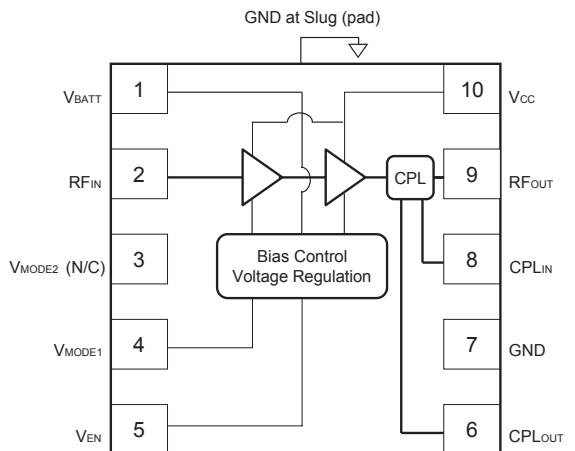 GND at Slug (pad)
VBATT 1
10 VCC
RFIN 2
CPL
9 RFOUT
VMODE2 (N/C) 3
Bias Control
Voltage Regulation
8 CPLIN
VMODE1 4
7 GND
VEN 5
6 CPLOUT